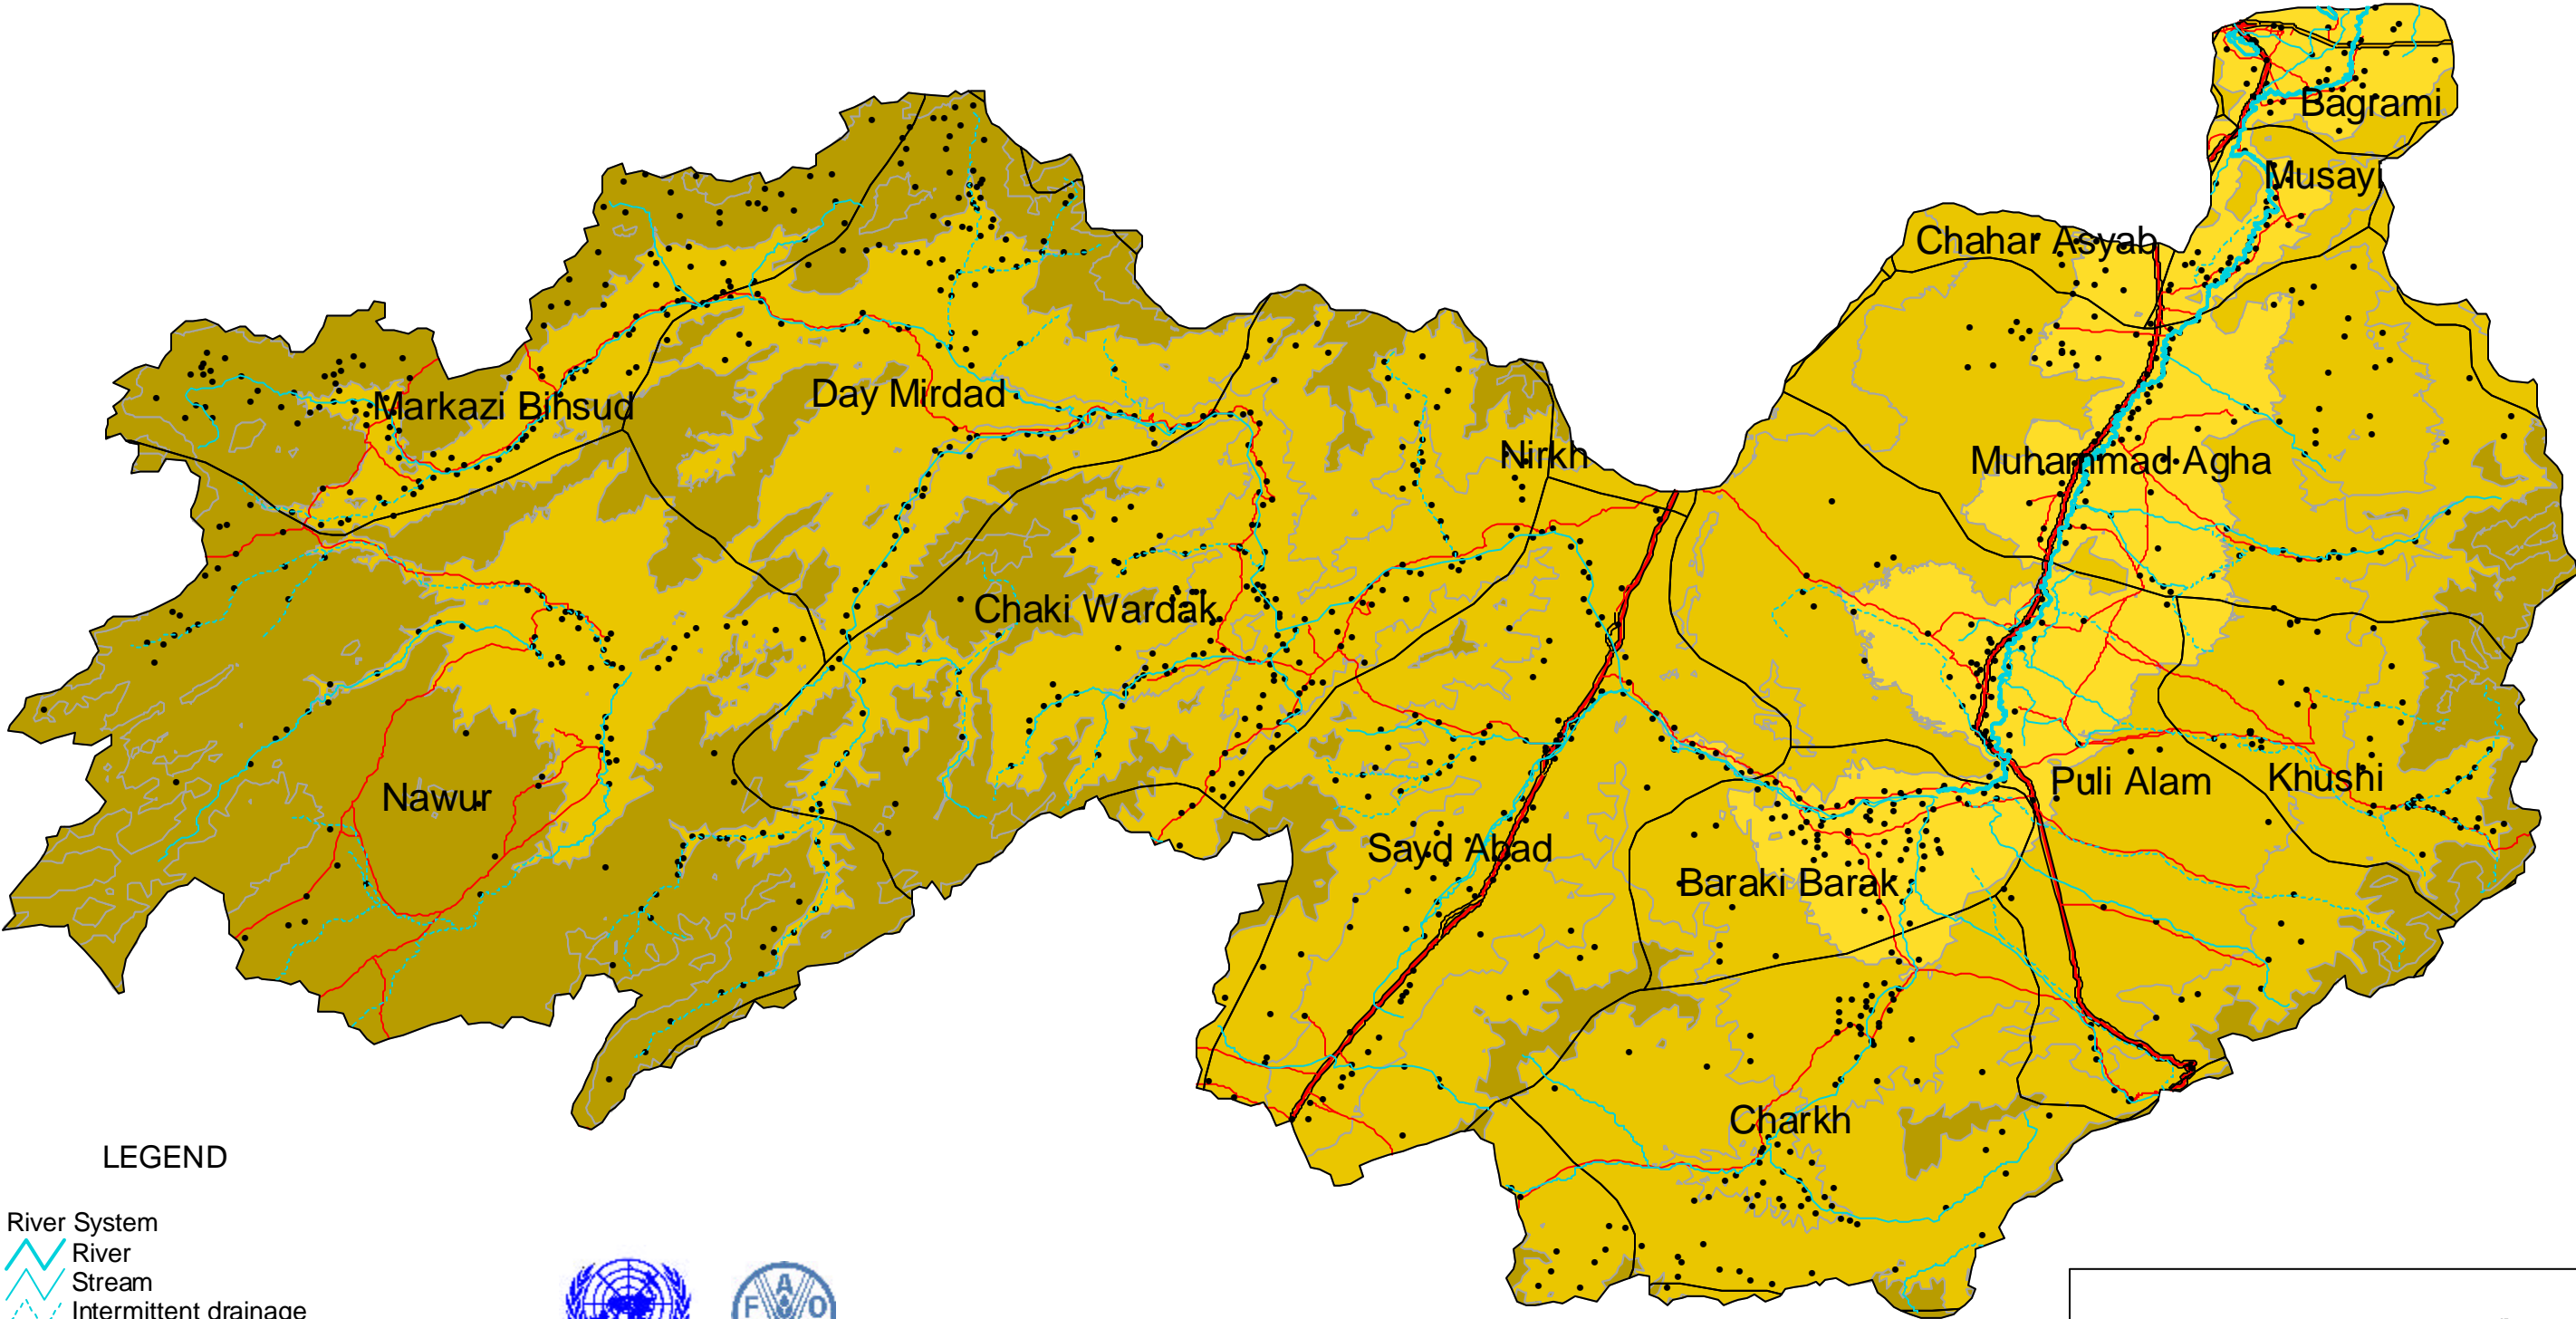 Bagrami
Musayi
Chahar Asyab
Markazi Bihsud
Day Mirdad
Nirkh
Muhammad Agha
Chaki Wardak
Nawur
Puli Alam
Khushi
Sayd Abad
Baraki Barak
Charkh
LEGEND
River System
River
Stream
Intermittent drainage
F A O